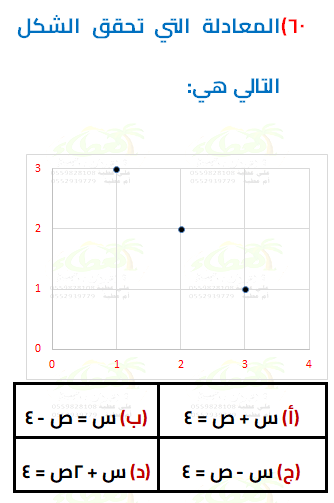 ٦٠)المعادلة التي تحقق الشكل
التالي هي:
3
2
1
0
0 1 2 3 4
(أ) س + ص = ٤ (ب) س = ص - ٤
(ج) س - ص = ٤ (د) س + ٢ص = ٤